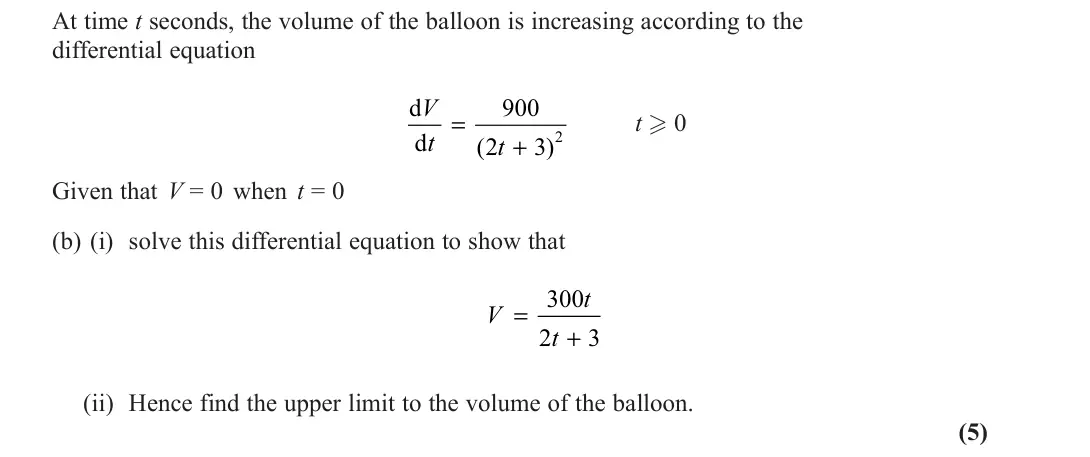 At time t seconds, the volume of the balloon is increasing according to the
differential equation
dV/dt = 900/(2t + 3)² t ⩾ 0
Given that V = 0 when t = 0
(b) (i) solve this differential equation to show that
V = 300t/(2t + 3)
(ii) Hence find the upper limit to the volume of the balloon.
(5)